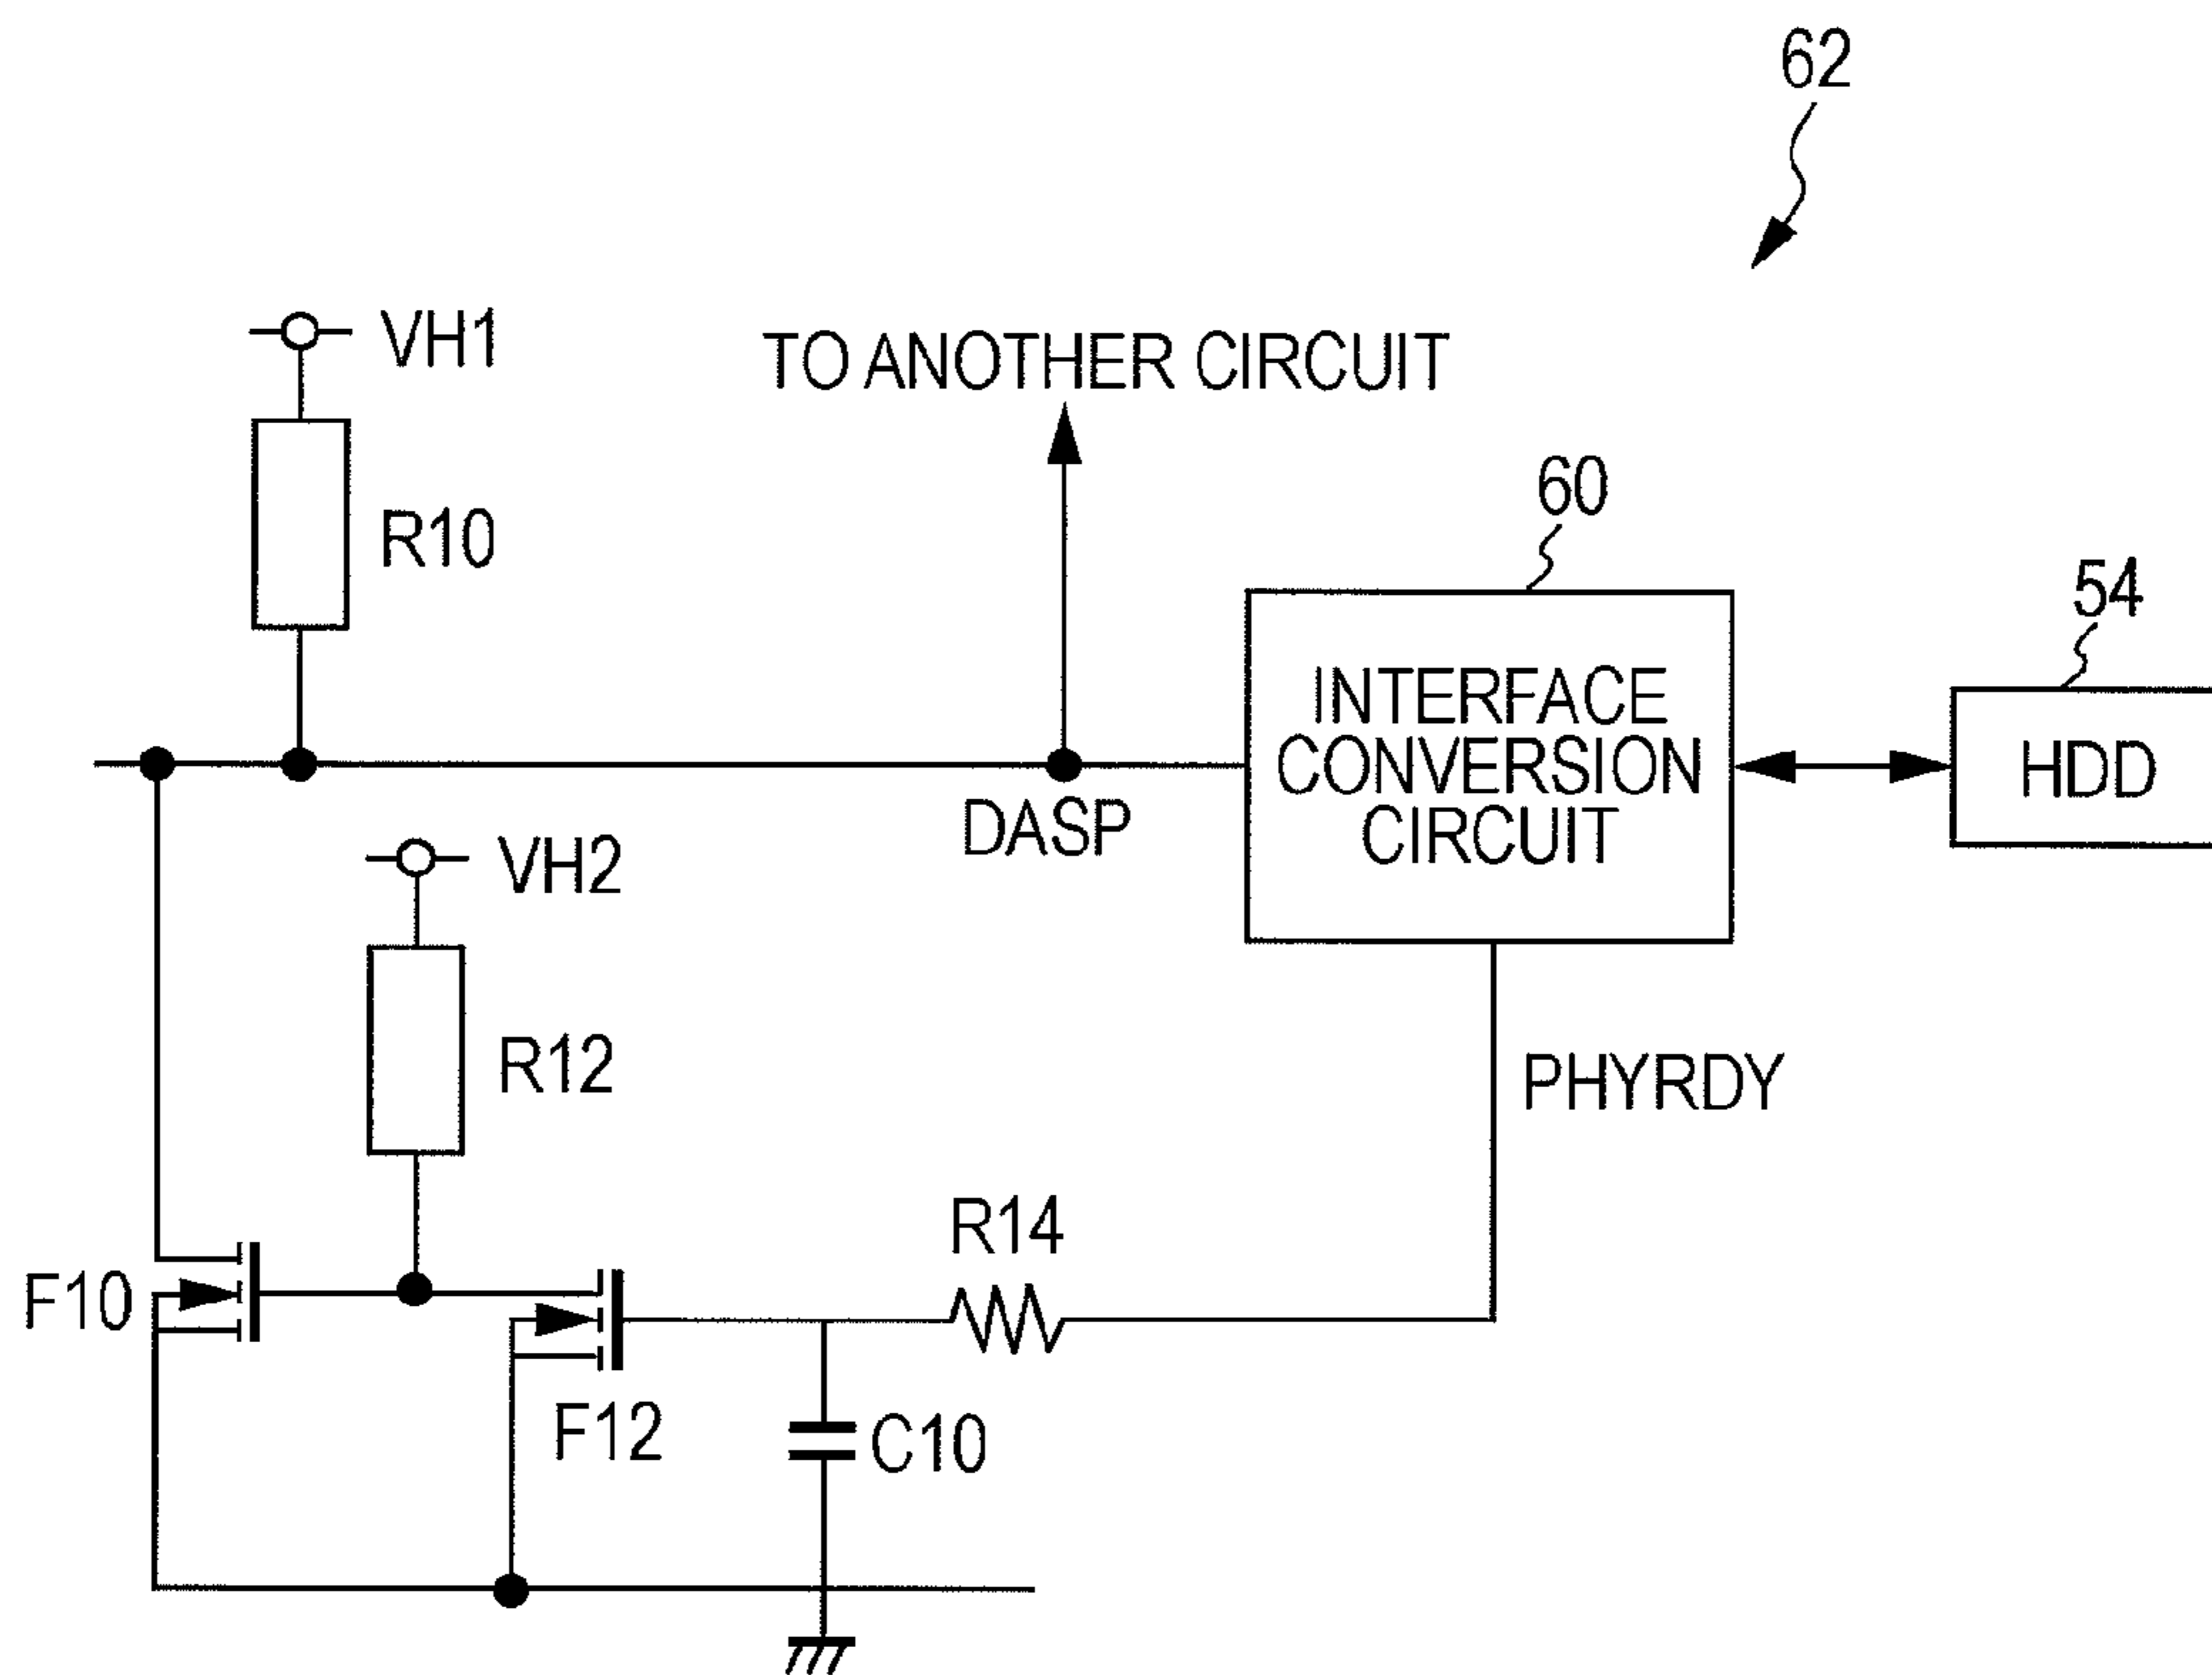 62
VH1
TO ANOTHER CIRCUIT
60
R10
54
INTERFACE
CONVERSION
CIRCUIT
HDD
DASP
VH2
R12
PHYRDY
R14
F10
F12
C10